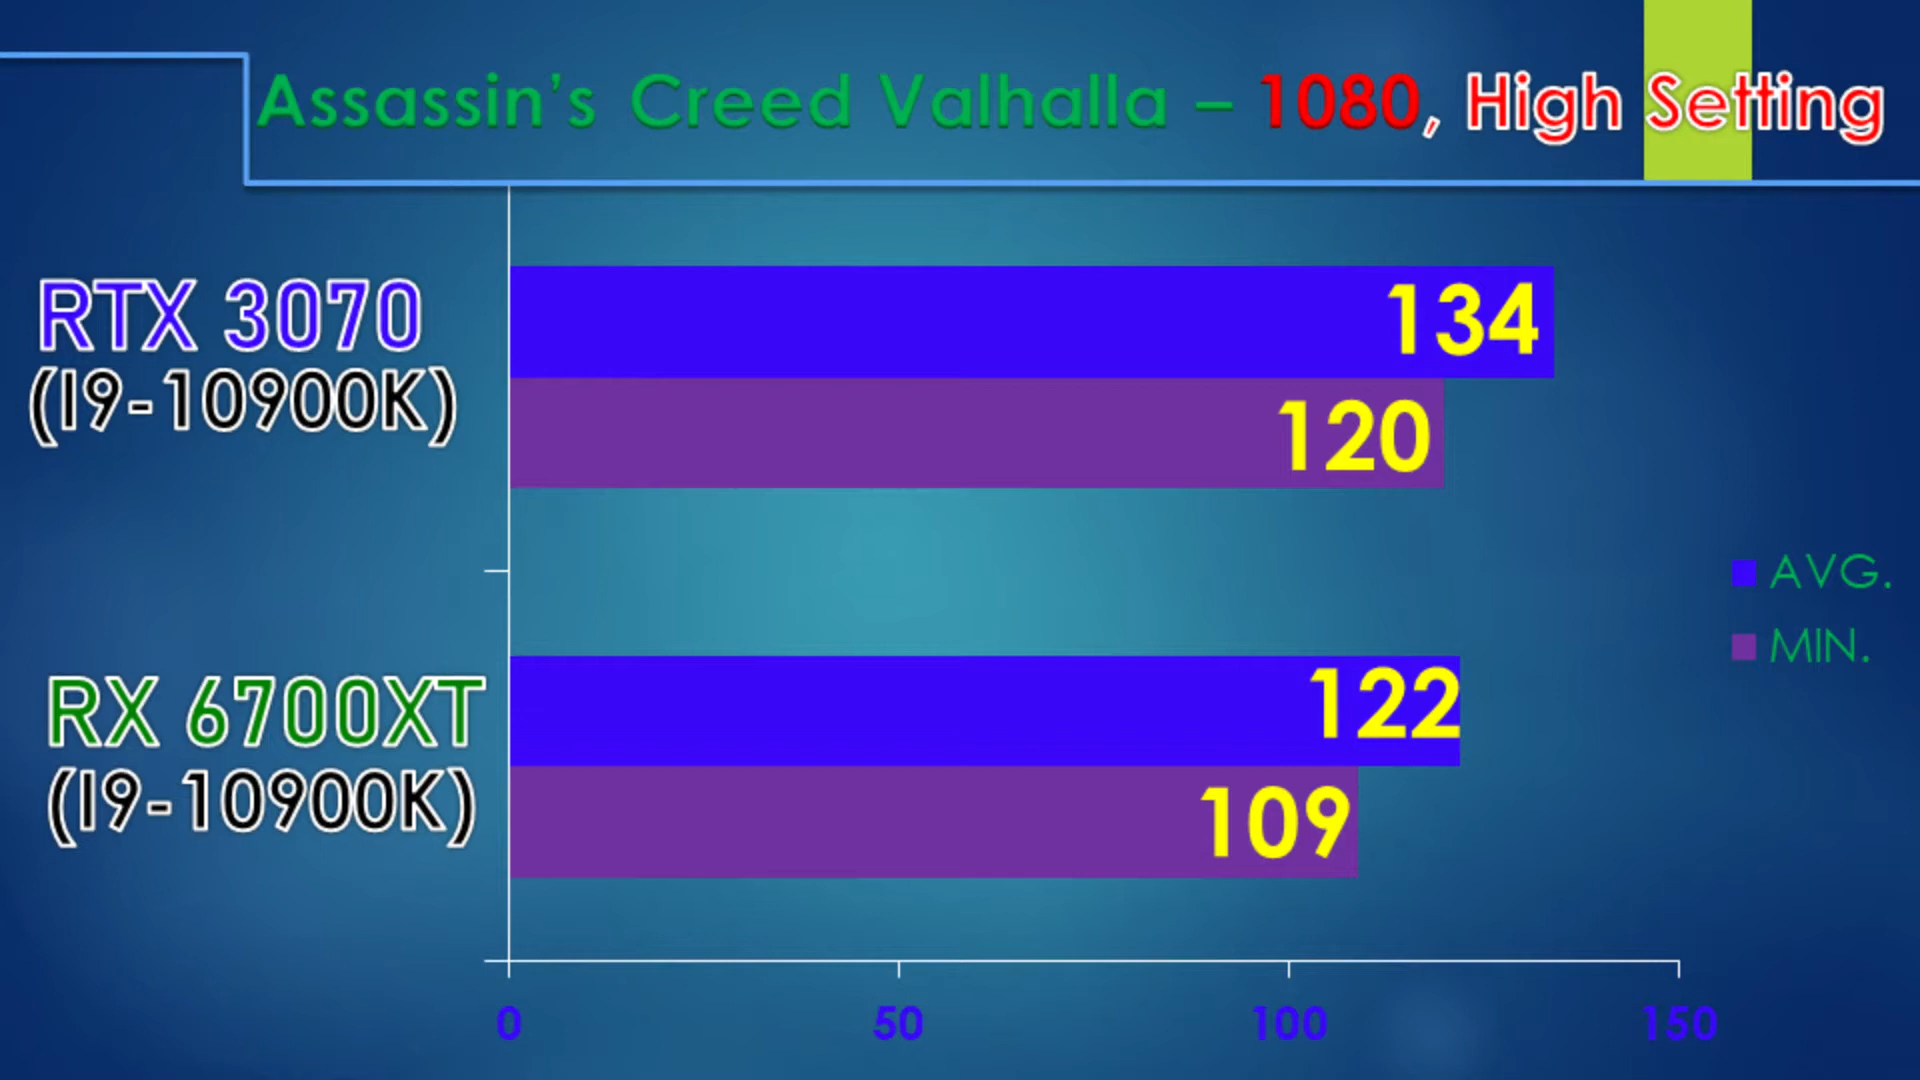 Assassin’s Creed Valhalla – 1080, High Setting
RTX 3070
(I9-10900K)
134
120
AVG.
MIN.
RX 6700XT
(I9-10900K)
122
109
0 50 100 150